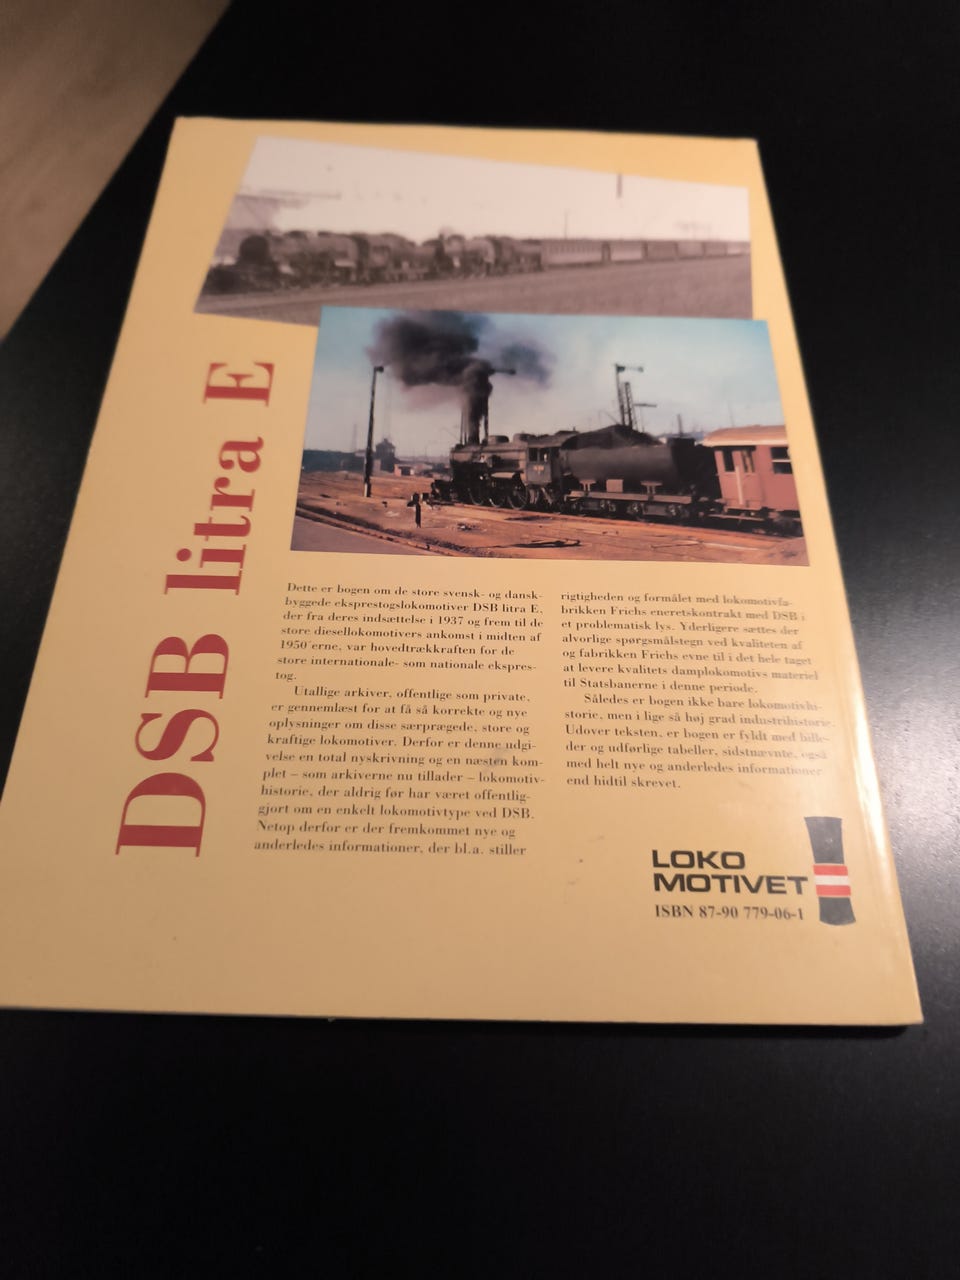 DSB litra E
Dette er bogen om de store svensk- og dansk-
byggede eksprestogslokomotiver DSB litra E,
der fra deres indsættelse i 1937 og frem til de
store diesellokomotivers ankomst i midten af
1950´erne, var hovedtrækkraften for de
store internationale- som nationale ekspres-
tog.
Utallige arkiver, offentlige som private,
er gennemlæst for at få så korrekte og nye
oplysninger om disse særprægede, store og
kraftige lokomotiver. Derfor er denne udgi-
velse en total nyskrivning og en næsten kom-
plet – som arkiverne nu tillader – lokomotiv-
historie, der aldrig før har været offentlig-
gjort om en enkelt lokomotivtype ved DSB.
Netop derfor er der fremkommet nye og
anderledes informationer, der bl.a. stiller
rigtigheden og formålet med lokomotivfa-
brikken Frichs eneretskontrakt med DSB i
et problematisk lys. Yderligere sættes der
alvorlige spørgsmålstegn ved kvaliteten af
og fabrikken Frichs evne til i det hele taget
at levere kvalitets damplokomotivs materiel
til Statsbanerne i denne periode.
Således er bogen ikke bare lokomotivhi-
storie, men i lige så høj grad industrihistorie.
Udover teksten, er bogen er fyldt med bille-
der og udførlige tabeller, sidstnævnte, også
med helt nye og anderledes informationer
end hidtil skrevet.
LOKO
MOTIVET
ISBN 87-90 779-06-1